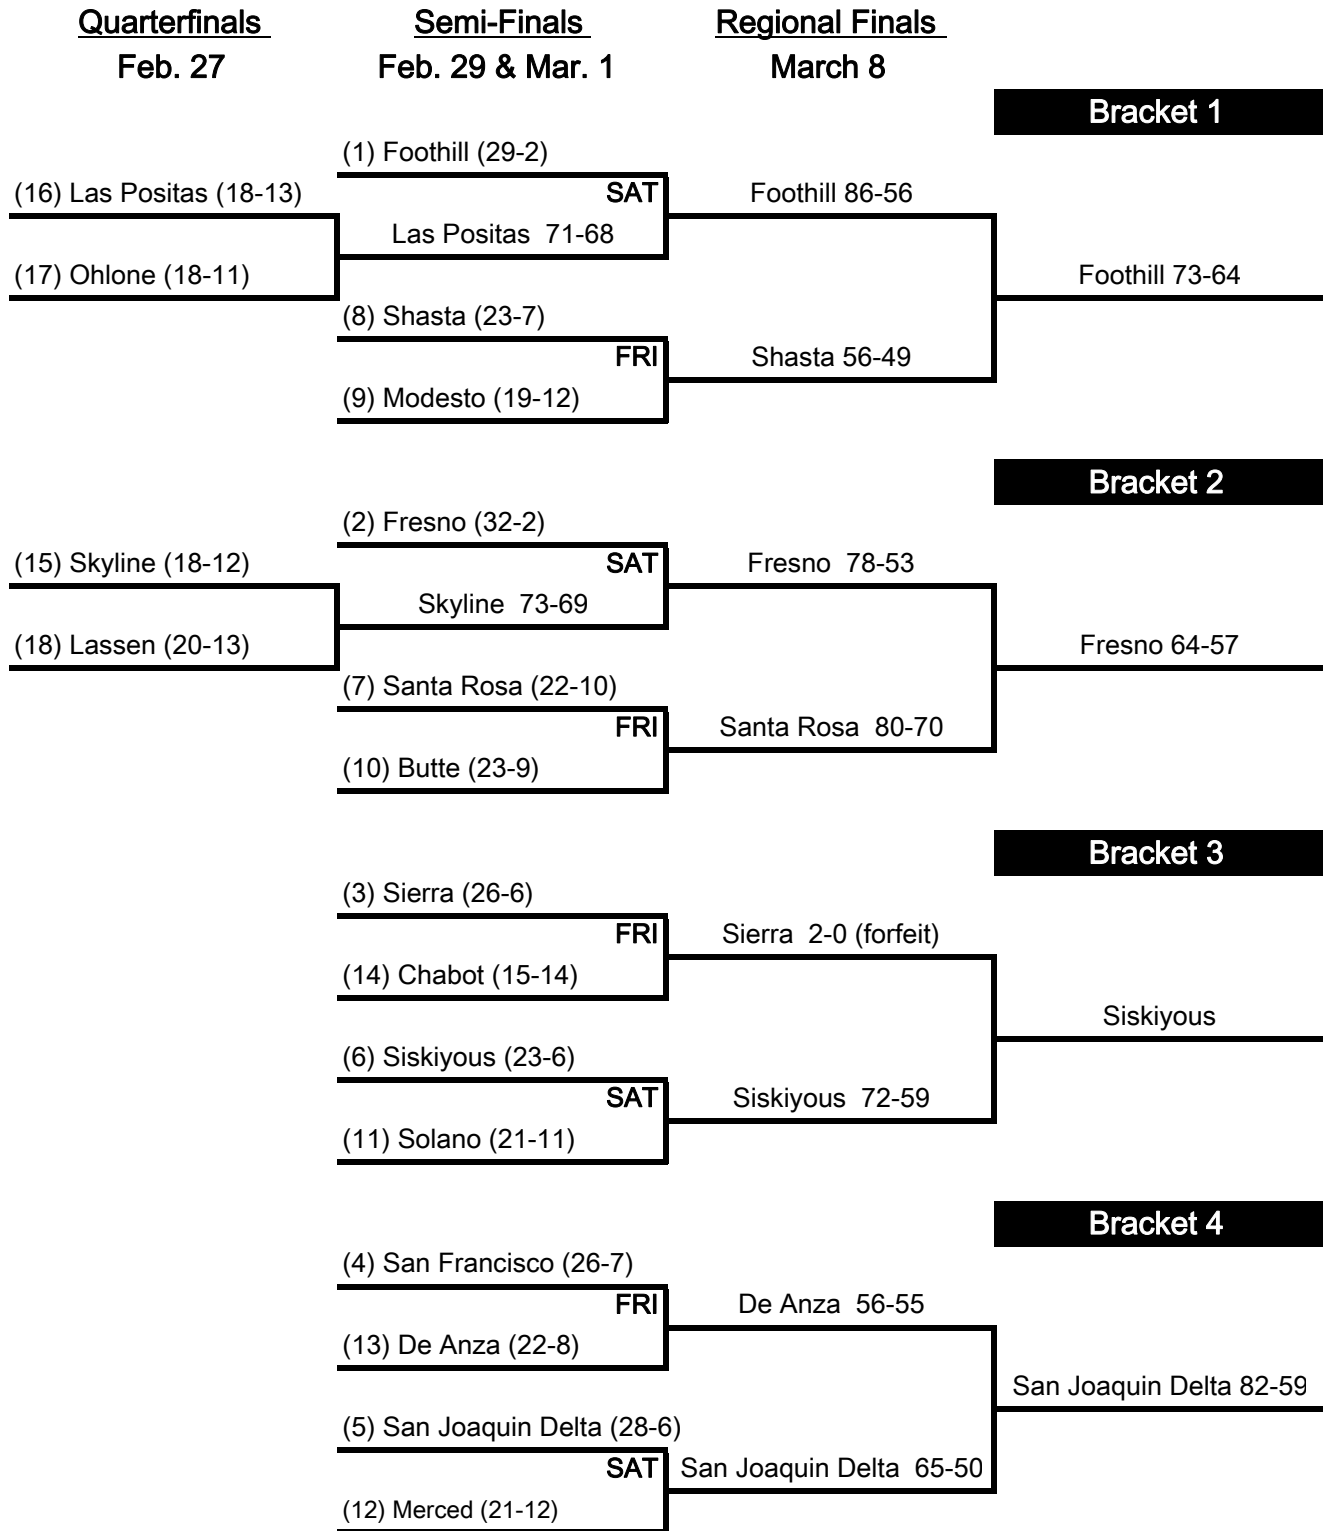 Quarterfinals Semi-Finals Regional Finals
Feb. 27 Feb. 29 & Mar. 1 March 8
Bracket 1
(1) Foothill (29-2)
(16) Las Positas (18-13) SAT Foothill 86-56
Las Positas 71-68
(17) Ohlone (18-11) Foothill 73-64
(8) Shasta (23-7)
FRI Shasta 56-49
(9) Modesto (19-12)
Bracket 2
(2) Fresno (32-2)
(15) Skyline (18-12) SAT Fresno 78-53
Skyline 73-69
(18) Lassen (20-13) Fresno 64-57
(7) Santa Rosa (22-10)
FRI Santa Rosa 80-70
(10) Butte (23-9)
Bracket 3
(3) Sierra (26-6)
FRI Sierra 2-0 (forfeit)
(14) Chabot (15-14)
Siskiyous
(6) Siskiyous (23-6)
SAT Siskiyous 72-59
(11) Solano (21-11)
Bracket 4
(4) San Francisco (26-7)
FRI De Anza 56-55
(13) De Anza (22-8)
San Joaquin Delta 82-59
(5) San Joaquin Delta (28-6)
SAT San Joaquin Delta 65-50
(12) Merced (21-12)